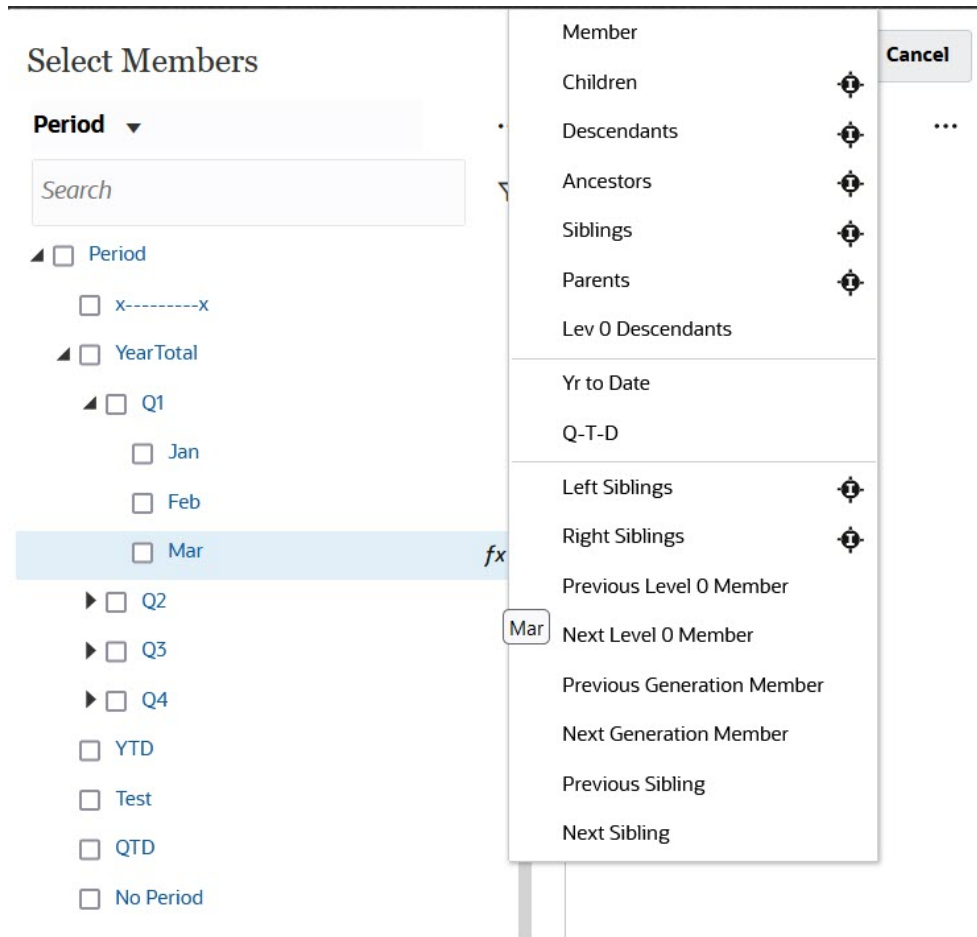 Select Members
Period
Search
Period
x---------x
YearTotal
Q1
Jan
Feb
Mar
fx
Q2
Q3
Q4
YTD
Test
QTD
No Period
Mar
Member
Children
Descendants
Ancestors
Siblings
Parents
Lev 0 Descendants
Yr to Date
Q-T-D
Left Siblings
Right Siblings
Previous Level 0 Member
Next Level 0 Member
Previous Generation Member
Next Generation Member
Previous Sibling
Next Sibling
Cancel
...